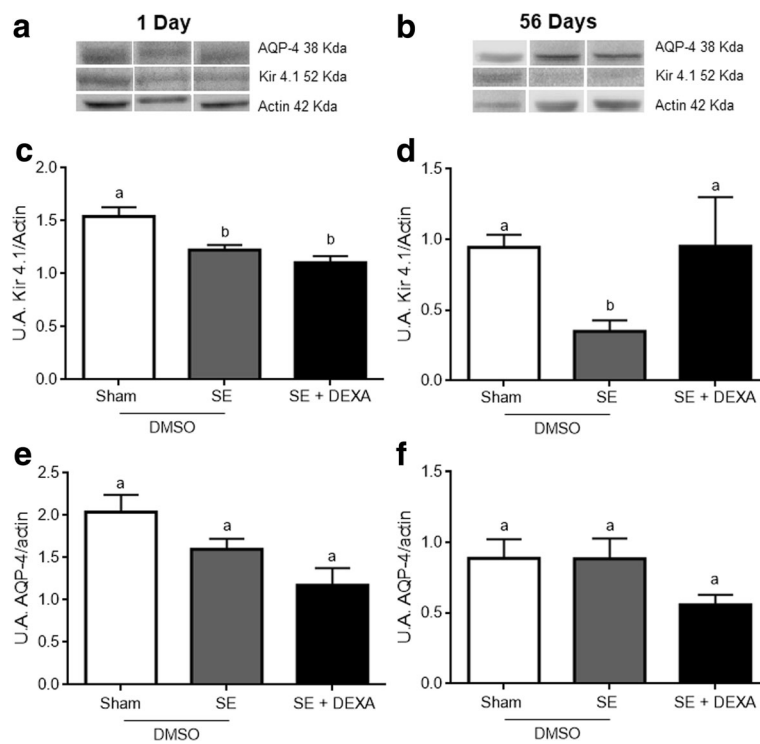 a 1 Day
AQP-4 38 Kda
Kir 4.1 52 Kda
Actin 42 Kda
b 56 Days
AQP-4 38 Kda
Kir 4.1 52 Kda
Actin 42 Kda
c
U.A. Kir 4.1/Actin
2.0
1.5
1.0
0.5
0.0
a b b
Sham SE SE + DEXA
DMSO
d
U.A. Kir 4.1/Actin
1.5
1.0
0.5
0.0
a b a
Sham SE SE + DEXA
DMSO
e
U.A. AQP-4/actin
2.5
2.0
1.5
1.0
0.5
0.0
a a a
Sham SE SE + DEXA
DMSO
f
U.A. AQP-4/actin
1.5
1.0
0.5
0.0
a a a
Sham SE SE + DEXA
DMSO